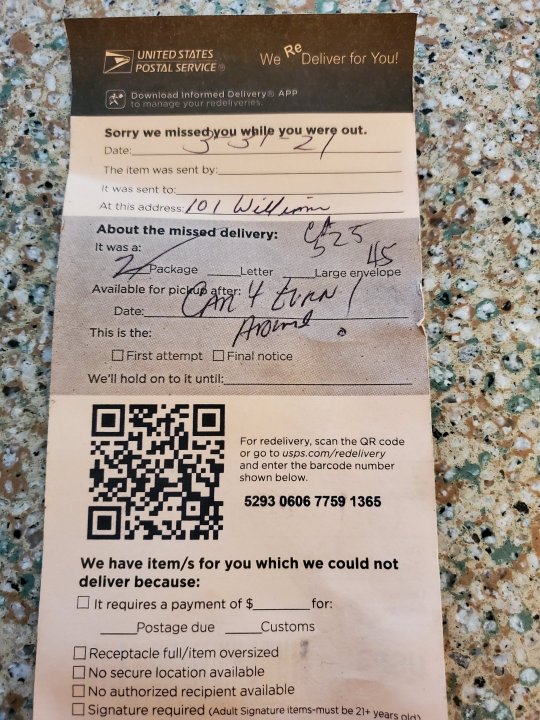 UNITED STATES
POSTAL SERVICE®
We ReDeliver for You!
Download Informed Delivery® APP
to manage your redeliveries.
Sorry we missed you while you were out.
Date: 3-31-21
The item was sent by:
It was sent to:
At this address: 101 William
About the missed delivery:
It was a: 525
2 Package Letter Large envelope 45
Available for pickup after:
Date: Can 4 Turn
Around
This is the:
First attempt Final notice
We'll hold on to it until:
For redelivery, scan the QR code
or go to usps.com/redelivery
and enter the barcode number
shown below.
5293 0606 7759 1365
We have item/s for you which we could not
deliver because:
It requires a payment of $ for:
Postage due Customs
Receptacle full/item oversized
No secure location available
No authorized recipient available
Signature required (Adult Signature items-must be 21+ years old)